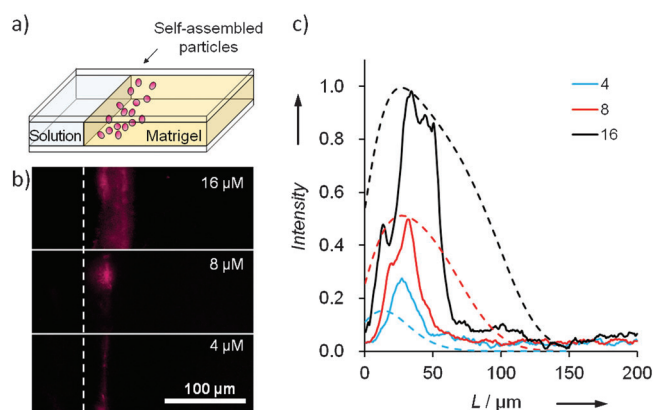 a)
Self-assembled
particles
Solution
Matrigel
b)
16 μM
8 μM
4 μM
100 μm
c)
4
8
16
Intensity
1.0
0.8
0.6
0.4
0.2
0.0
0
50
100
150
200
L / μm